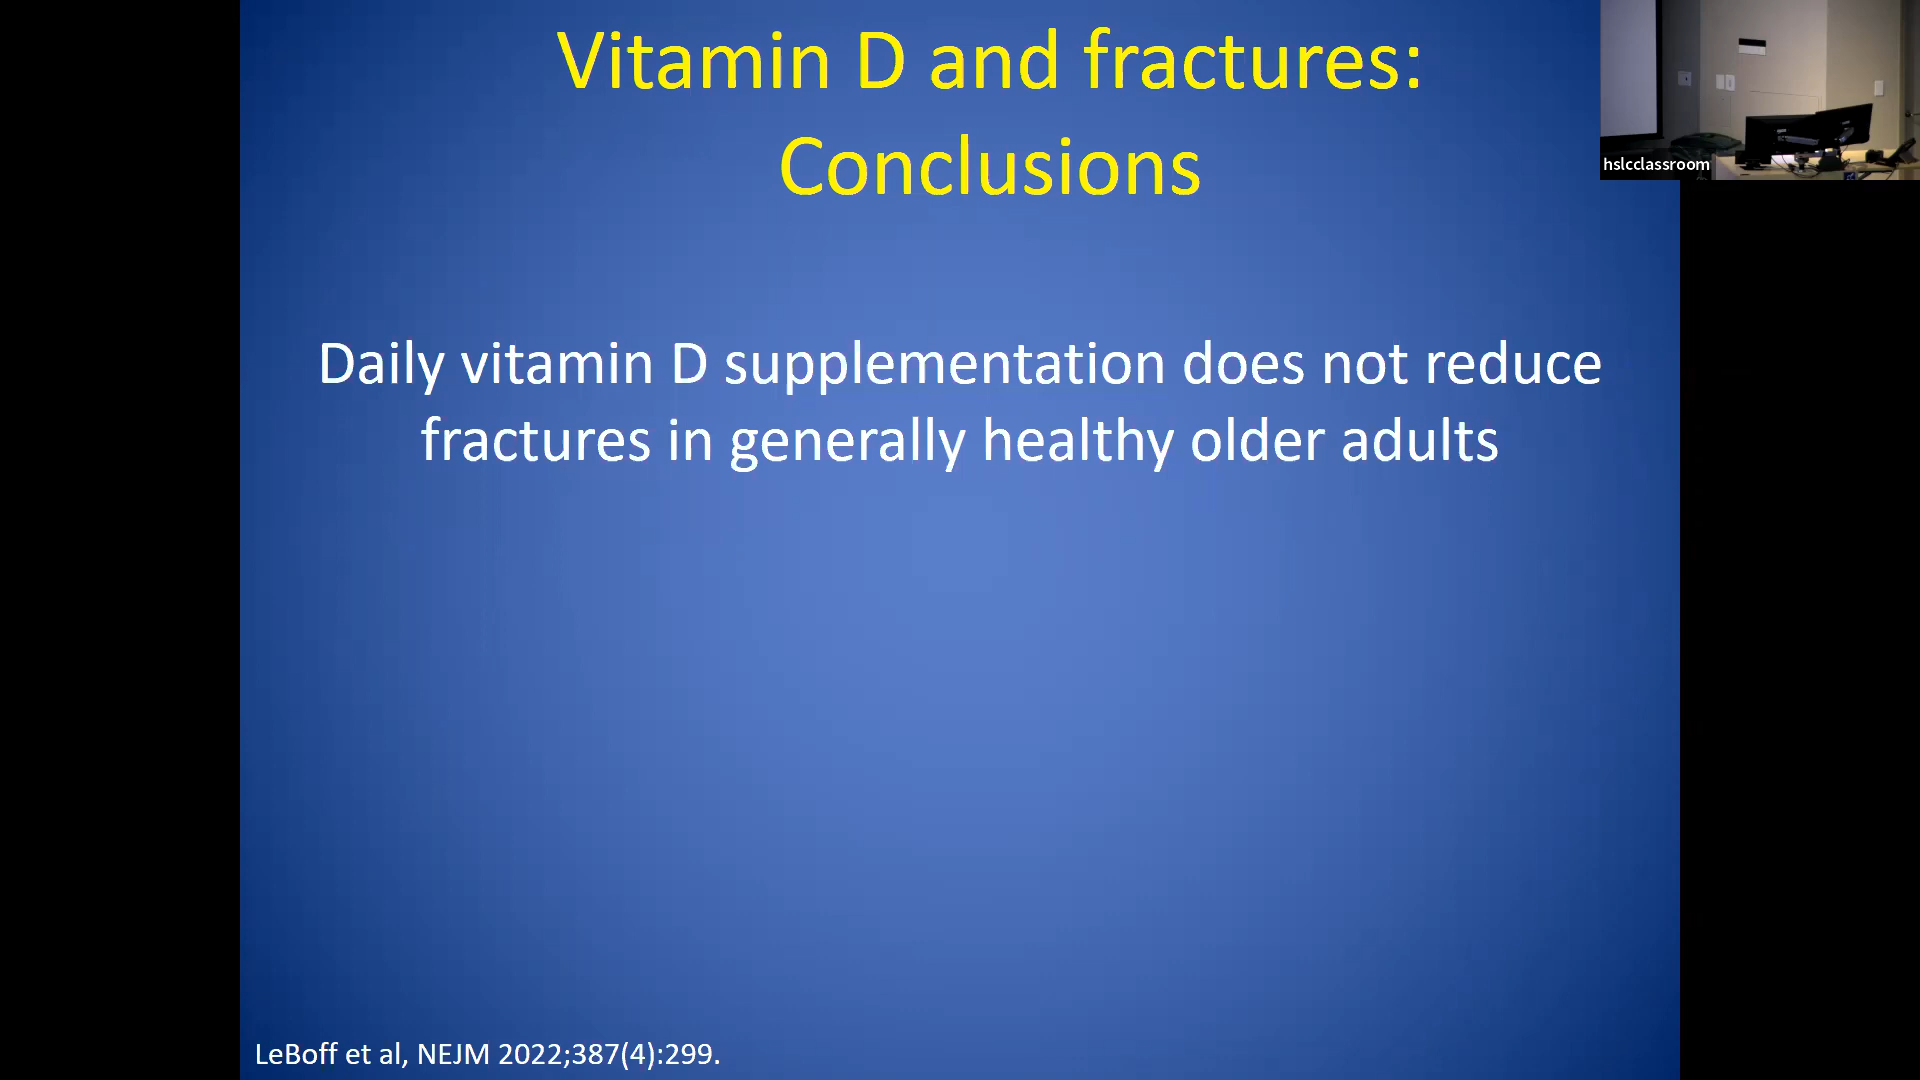 Vitamin D and fractures:
Conclusions
hslcclassroom
Daily vitamin D supplementation does not reduce
fractures in generally healthy older adults
LeBoff et al, NEJM 2022;387(4):299.